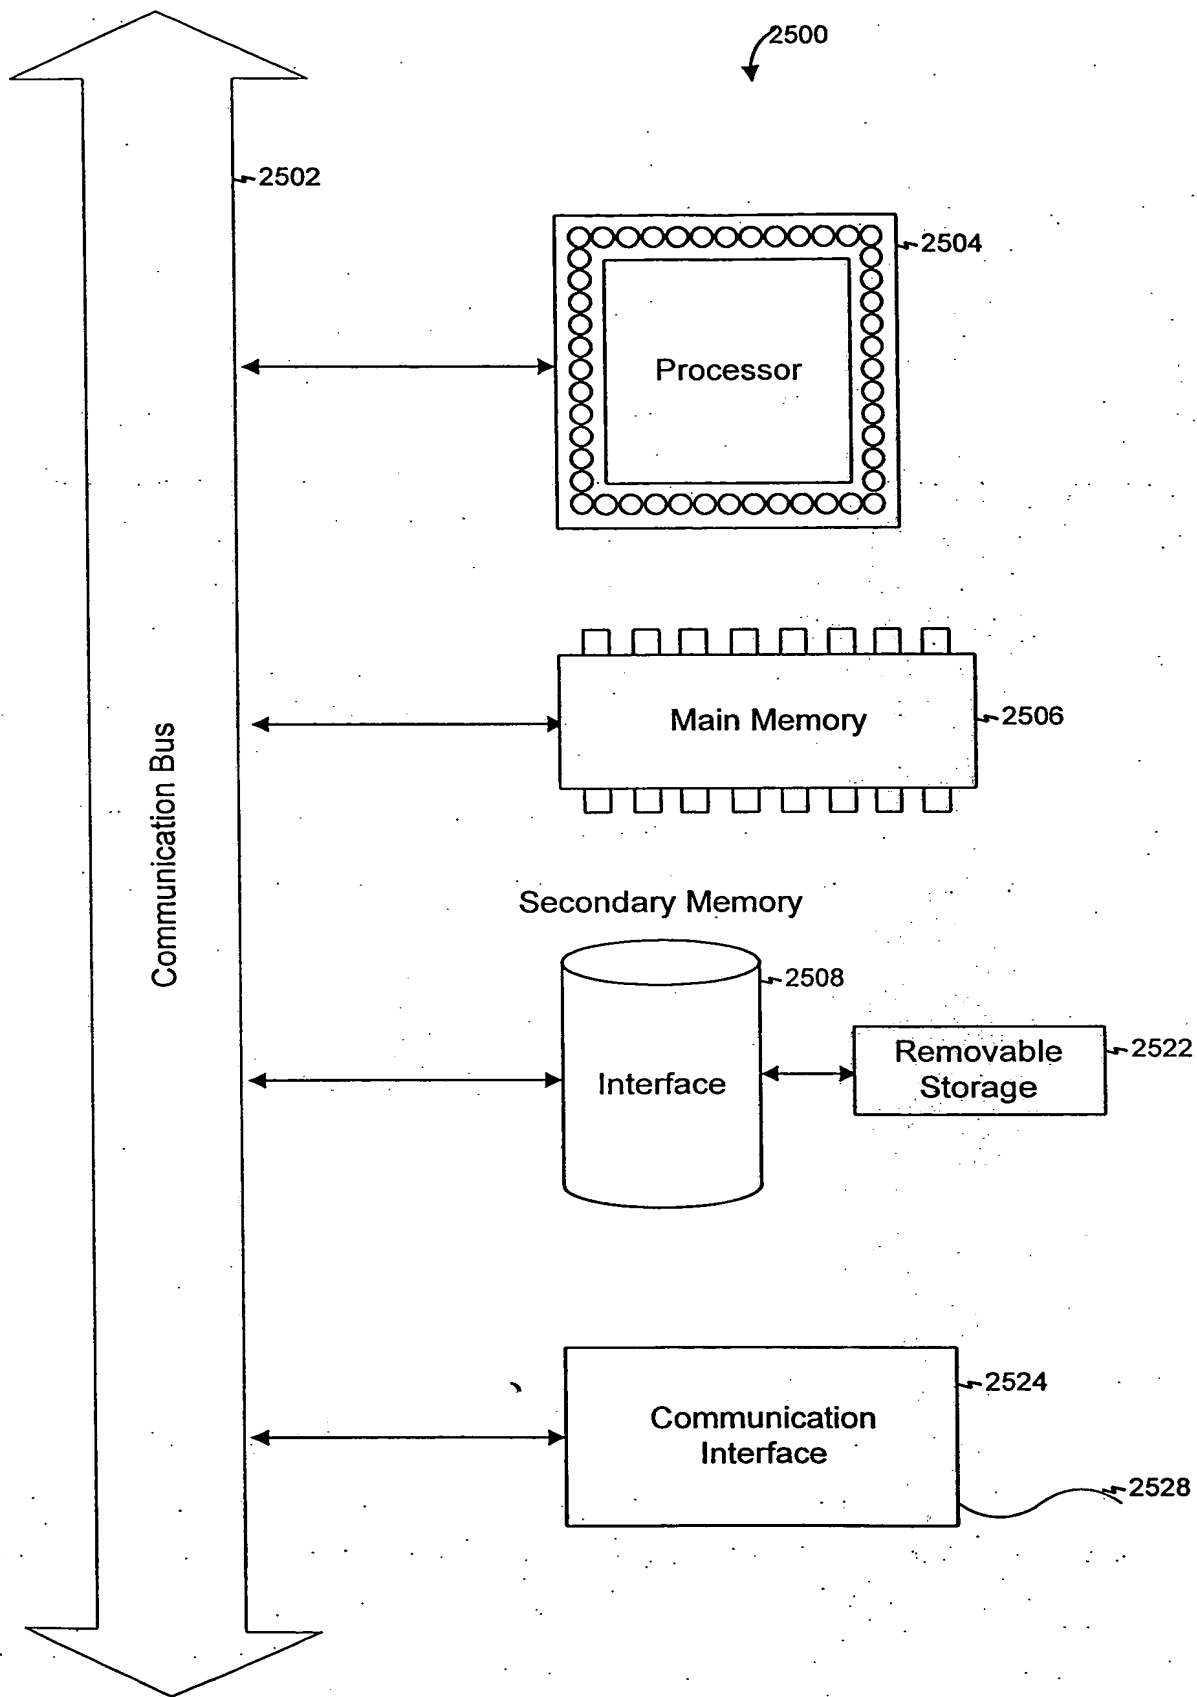 2500
2502
2504
Processor
Main Memory
2506
Communication Bus
Secondary Memory
2508
Interface
Removable
Storage
2522
2524
Communication
Interface
2528